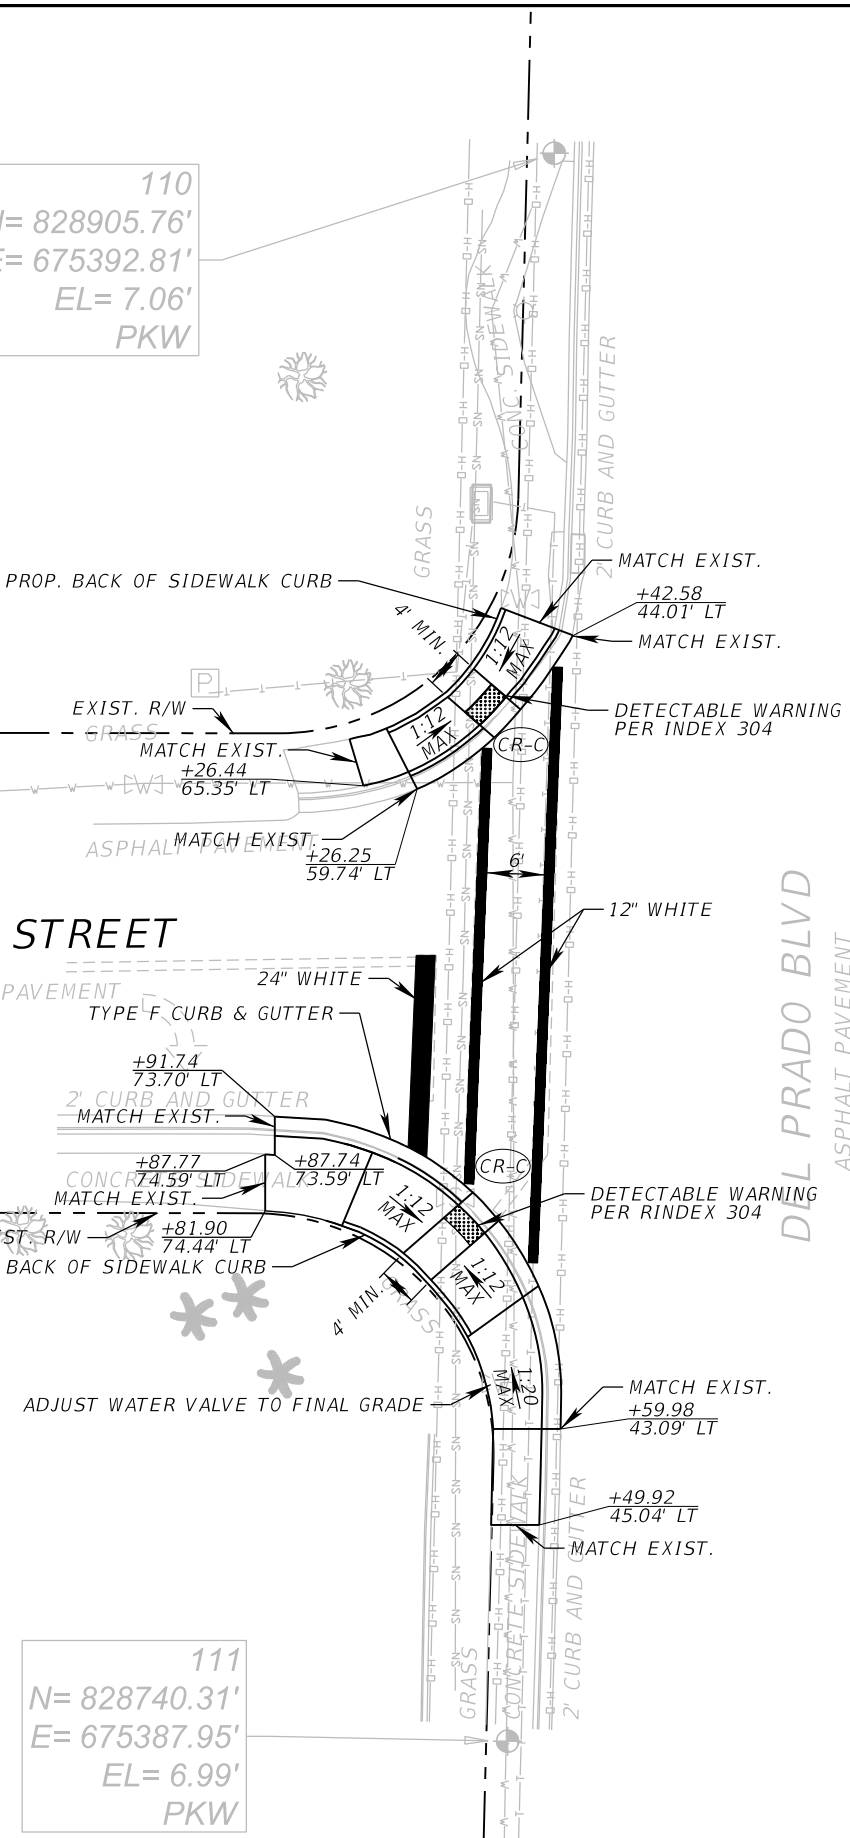 110
= 828905.76'
= 675392.81'
EL= 7.06'
PKW
CONC. SIDEWALK
2' CURB AND GUTTER
GRASS
PROP. BACK OF SIDEWALK CURB
MATCH EXIST.
+42.58
44.01' LT
MATCH EXIST.
4' MIN.
1:12
MAX
P
EXIST. R/W
GRASS
DETECTABLE WARNING
PER INDEX 304
1:12
MAX
MATCH EXIST.
+26.44
65.35' LT
CR-C
MATCH EXIST.
ASPHALT PAVEMENT
+26.25
59.74' LT
6'
12" WHITE
STREET
24" WHITE
PAVEMENT
TYPE F CURB & GUTTER
DEL PRADO BLVD
ASPHALT PAVEMENT
+91.74
73.70' LT
2' CURB AND GUTTER
MATCH EXIST.
+87.77
74.59' LT
+87.74
73.59' LT
CONCRETE SIDEWALK
MATCH EXIST.
CR-C
1:12
MAX
DETECTABLE WARNING
PER RINDEX 304
ST. R/W
+81.90
74.44' LT
BACK OF SIDEWALK CURB
1:12
MAX
4' MIN.
GRASS
ADJUST WATER VALVE TO FINAL GRADE
1:20
MAX
MATCH EXIST.
+59.98
43.09' LT
+49.92
45.04' LT
MATCH EXIST.
CONCRETE SIDEWALK
2' CURB AND GUTTER
GRASS
111
N= 828740.31'
E= 675387.95'
EL= 6.99'
PKW